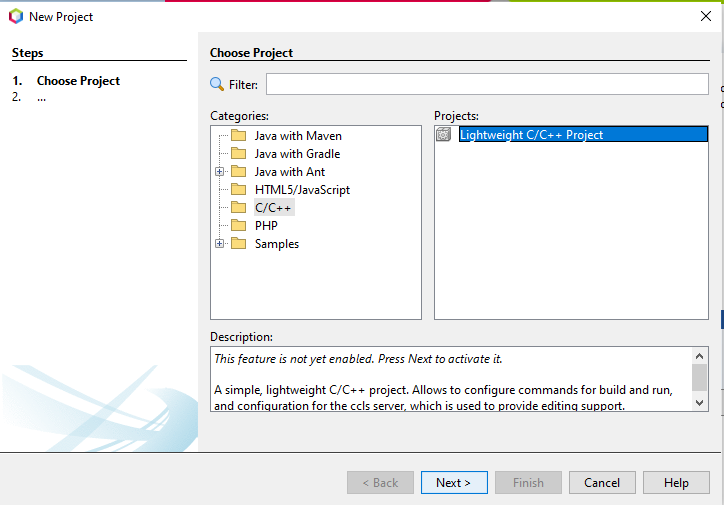 New Project
Steps
1. Choose Project
2. ...
Choose Project
Filter:
Categories:
Java with Maven
Java with Gradle
Java with Ant
HTML5/JavaScript
C/C++
PHP
Samples
Projects:
Lightweight C/C++ Project
Description:
This feature is not yet enabled. Press Next to activate it.
A simple, lightweight C/C++ project. Allows to configure commands for build and run,
and configuration for the ccls server, which is used to provide editing support.
< Back
Next >
Finish
Cancel
Help